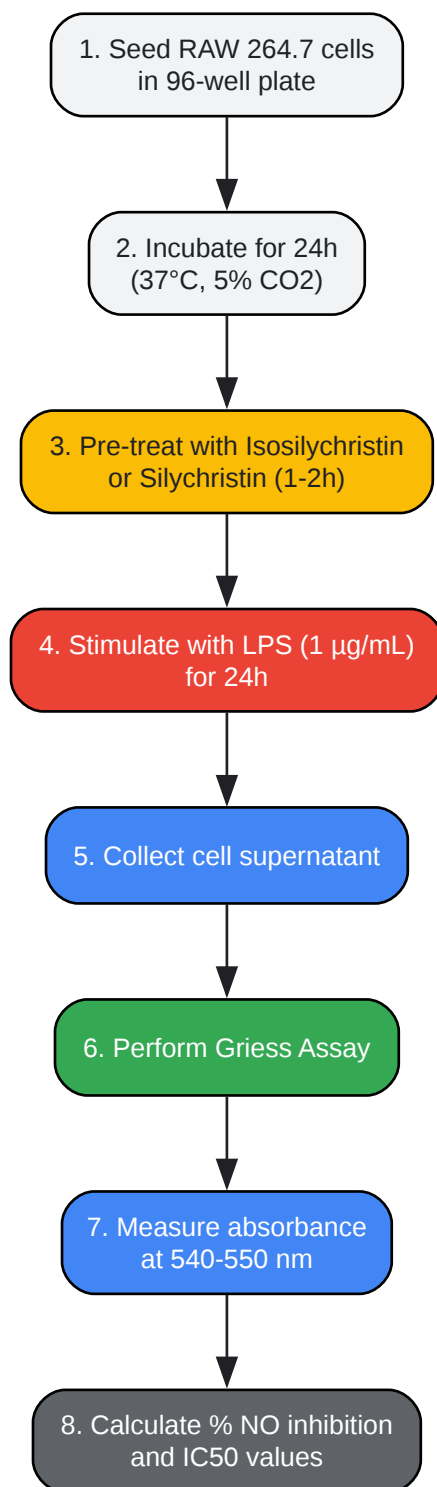 1. Seed RAW 264.7 cells
in 96-well plate
2. Incubate for 24h
(37°C, 5% CO2)
3. Pre-treat with Isosilychristin
or Silychristin (1-2h)
4. Stimulate with LPS (1 µg/mL)
for 24h
5. Collect cell supernatant
6. Perform Griess Assay
7. Measure absorbance
at 540-550 nm
8. Calculate % NO inhibition
and IC50 values